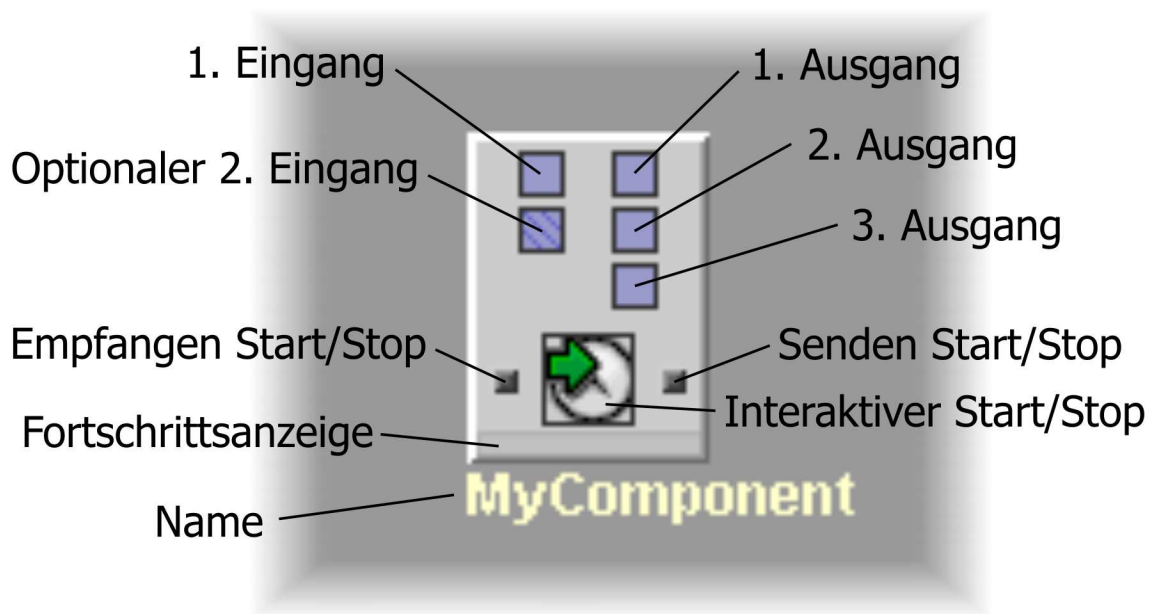 1. Eingang
1. Ausgang
Optionaler 2. Eingang
2. Ausgang
3. Ausgang
Empfangen Start/Stop
Senden Start/Stop
Interaktiver Start/Stop
Fortschrittsanzeige
MyComponent
Name